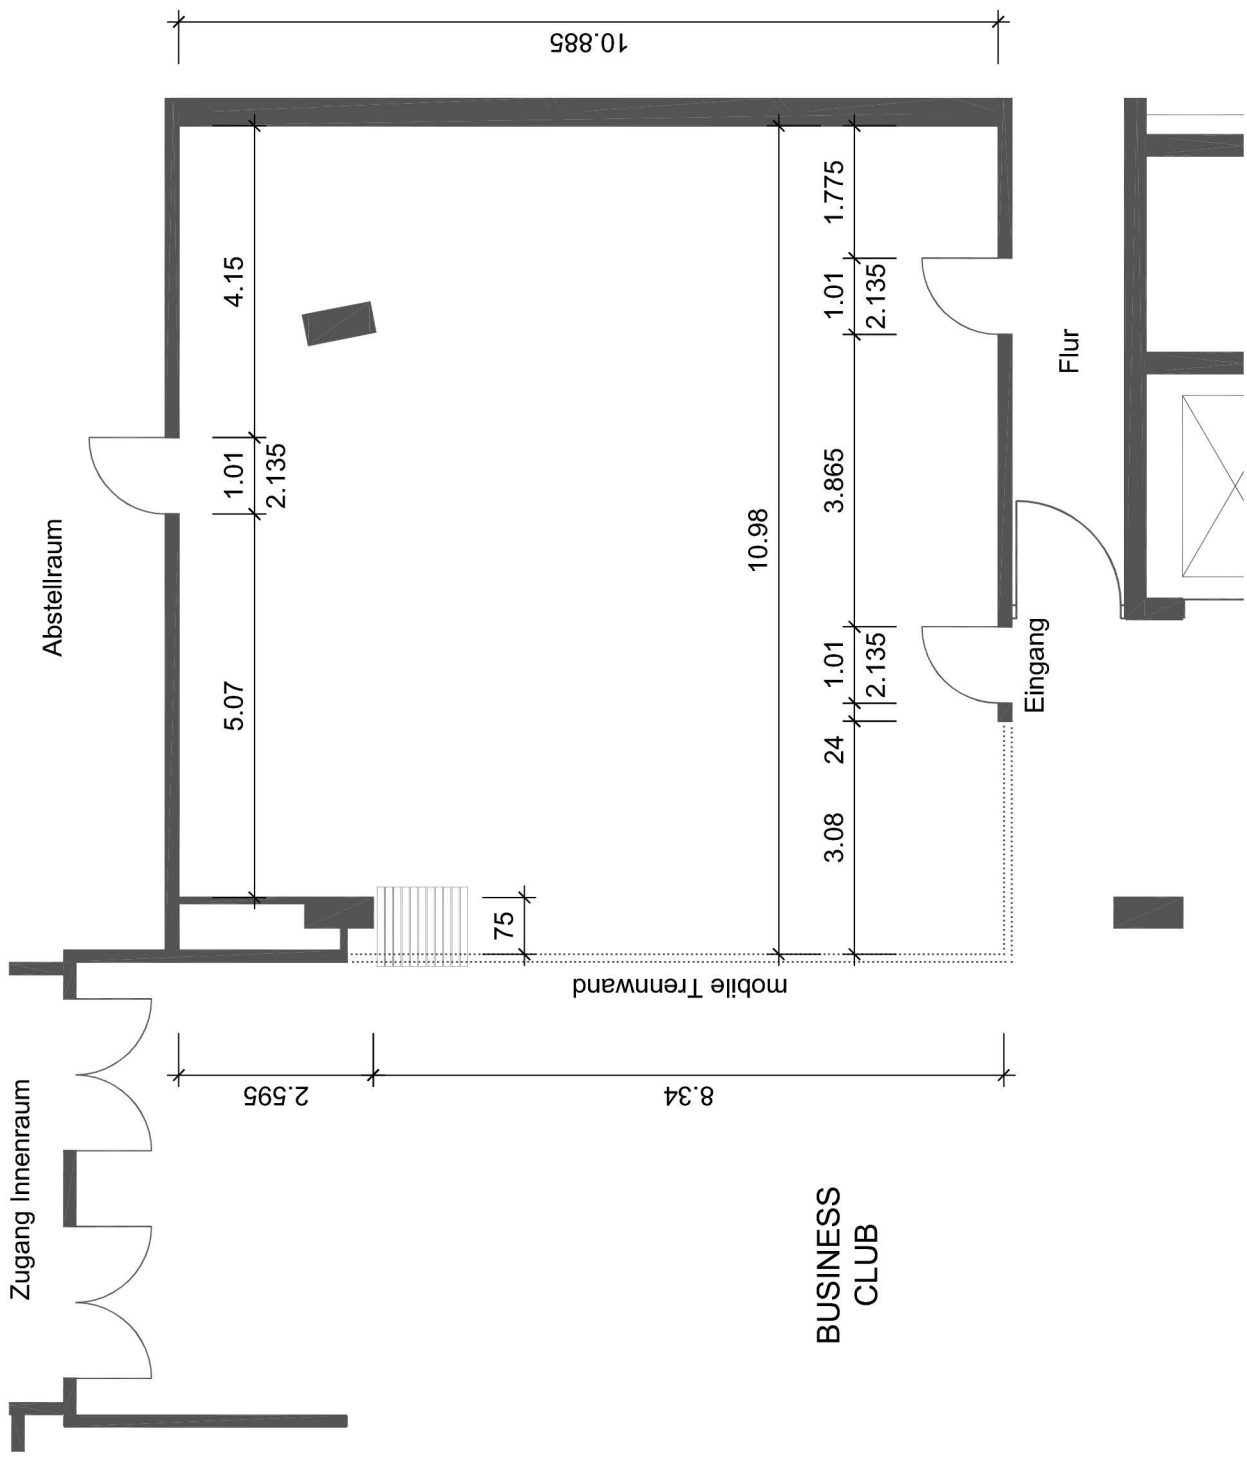 10.885
4.15
1.01
2.135
5.07
Abstellraum
10.98
1.775
1.01
2.135
3.865
1.01
2.135
24
3.08
75
Flur
Eingang
mobile Trennwand
2.595
8.34
Zugang Innenraum
BUSINESS
CLUB